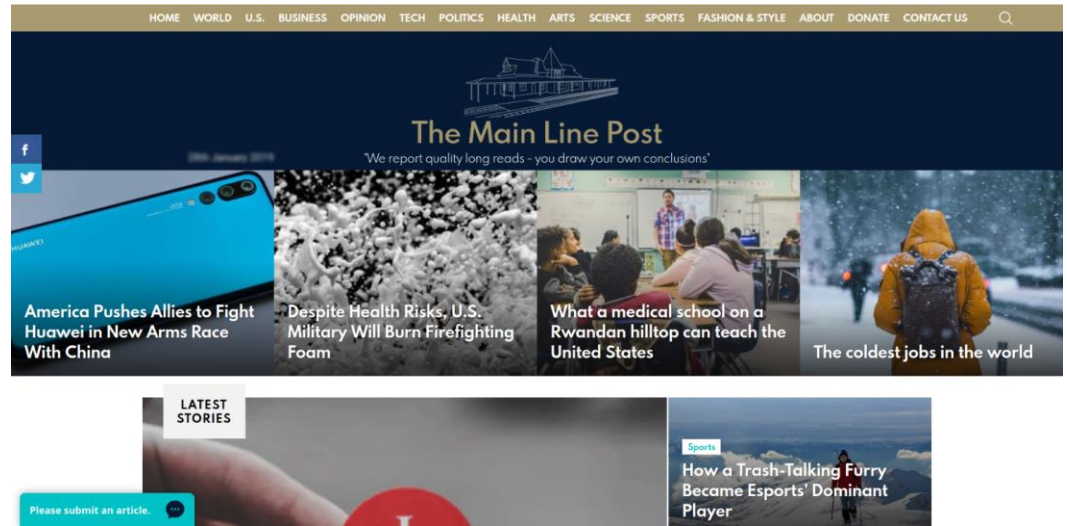 HOME WORLD U.S. BUSINESS OPINION TECH POLITICS HEALTH ARTS SCIENCE SPORTS FASHION & STYLE ABOUT DONATE CONTACT US
The Main Line Post
28th January 2019
"We report quality long reads - you draw your own conclusions"
f
HUAWEI
America Pushes Allies to Fight
Huawei in New Arms Race
With China
Despite Health Risks, U.S.
Military Will Burn Firefighting
Foam
What a medical school on a
Rwandan hilltop can teach the
United States
The coldest jobs in the world
LATEST
STORIES
Sports
How a Trash-Talking Furry
Became Esports' Dominant
Player
Please submit an article.